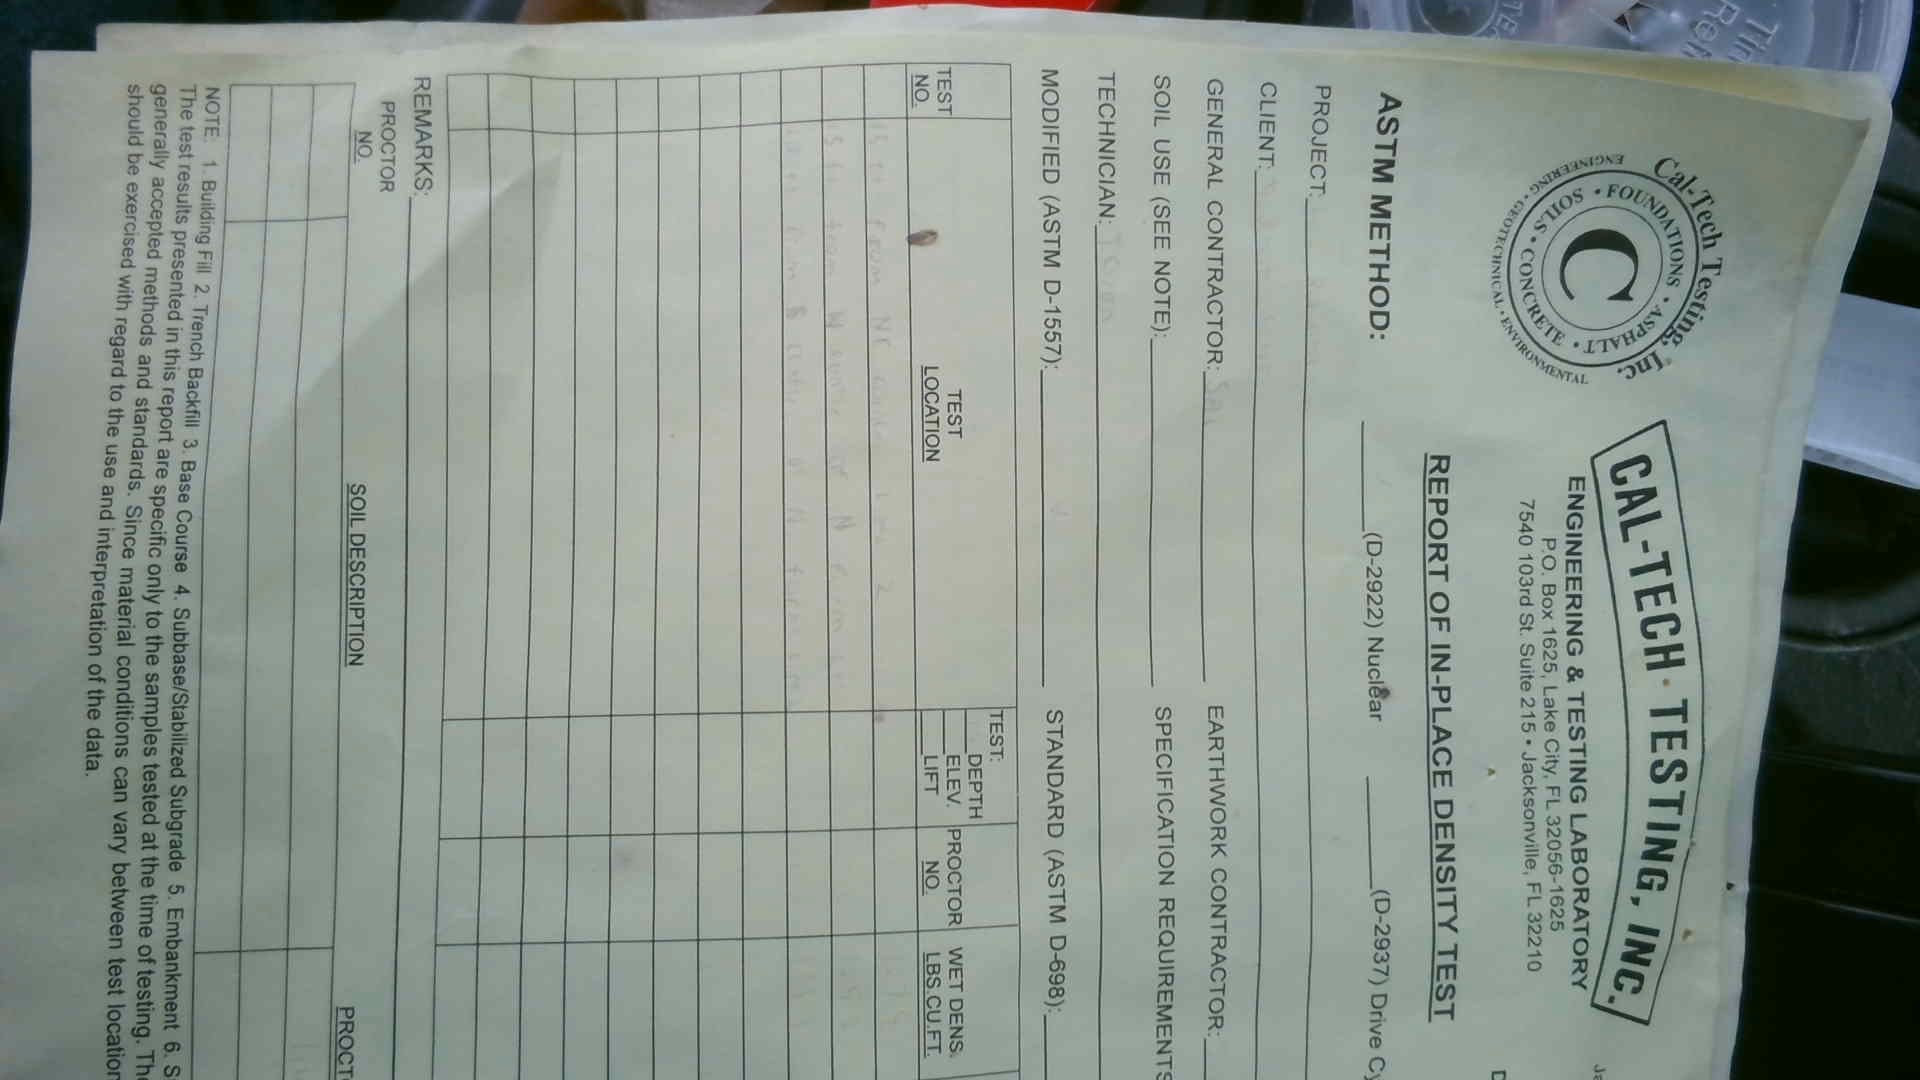 Cal-Tech Testing, Inc.
ENGINEERING • GEOTECHNICAL • ENVIRONMENTAL
SOILS • FOUNDATIONS • ASPHALT • CONCRETE
C
CAL-TECH TESTING, INC.
ENGINEERING & TESTING LABORATORY
P.O. Box 1625, Lake City, FL 32056-1625
7540 103rd St. Suite 215 • Jacksonville, FL 32210
REPORT OF IN-PLACE DENSITY TEST
ASTM METHOD: (D-2922) Nuclear (D-2937) Drive Cy
PROJECT:
CLIENT:
GENERAL CONTRACTOR: EARTHWORK CONTRACTOR:
SOIL USE (SEE NOTE): SPECIFICATION REQUIREMENTS
TECHNICIAN:
MODIFIED (ASTM D-1557): STANDARD (ASTM D-698):
TEST NO.
TEST LOCATION
TEST:
DEPTH
ELEV.
LIFT
PROCTOR NO.
WET DENS.
LBS.CU.FT.
REMARKS:
PROCTOR NO.
SOIL DESCRIPTION
PROCT
NOTE: 1. Building Fill 2. Trench Backfill 3. Base Course 4. Subbase/Stabilized Subgrade 5. Embankment 6. S
The test results presented in this report are specific only to the samples tested at the time of testing. The
generally accepted methods and standards. Since material conditions can vary between test location
should be exercised with regard to the use and interpretation of the data.